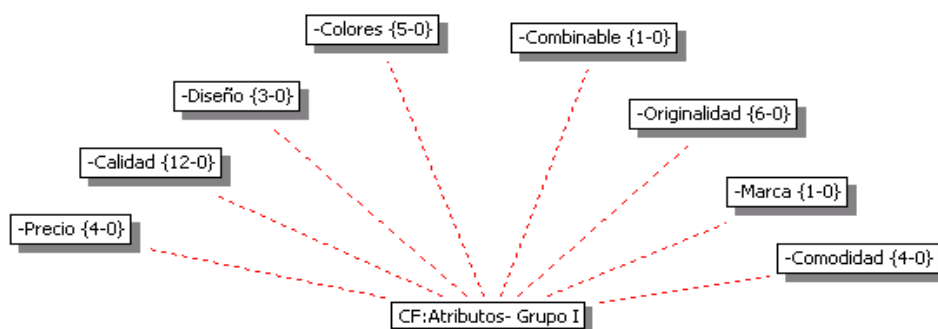 -Colores {5-0}
-Combinable {1-0}
-Diseño {3-0}
-Originalidad {6-0}
-Calidad {12-0}
-Marca {1-0}
-Precio {4-0}
-Comodidad {4-0}
CF:Atributos- Grupo I